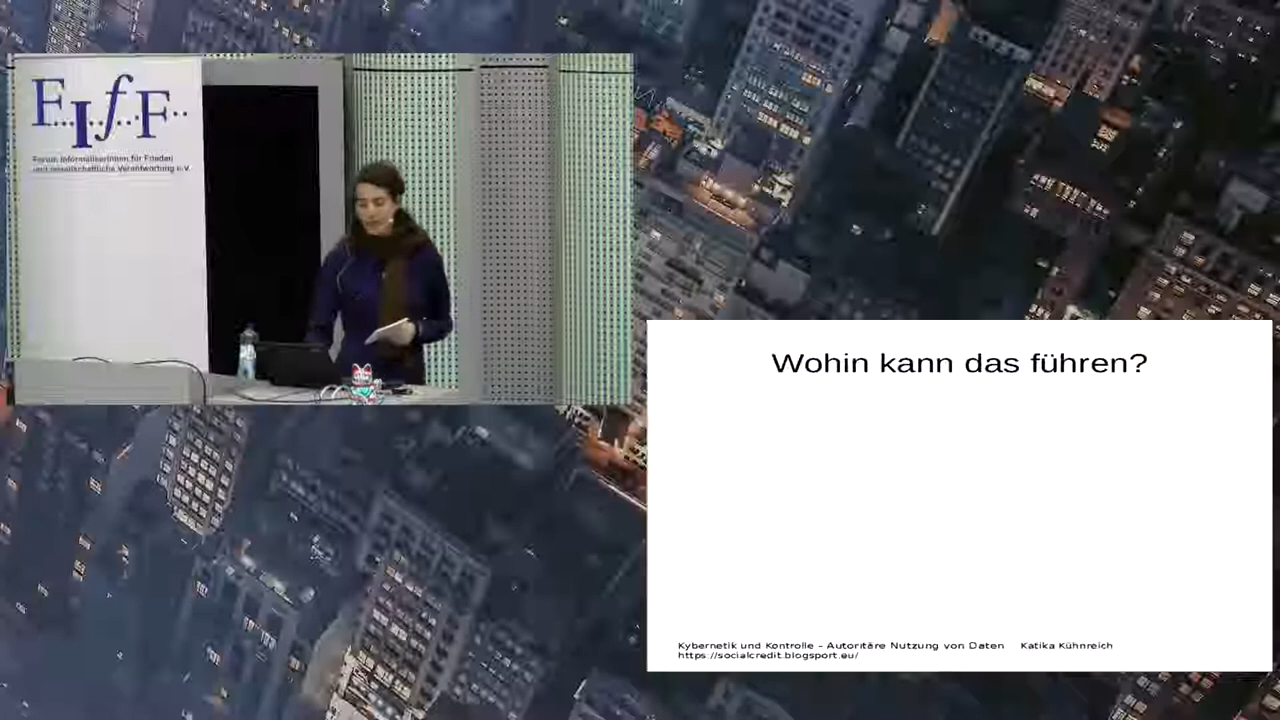 F..I..f..F..
Forum InformatikerInnen für Frieden
und gesellschaftliche Verantwortung e.V.
Wohin kann das führen?
Kybernetik und Kontrolle - Autoritäre Nutzung von Daten Katika Kühnreich
https://socialcredit.blogsport.eu/